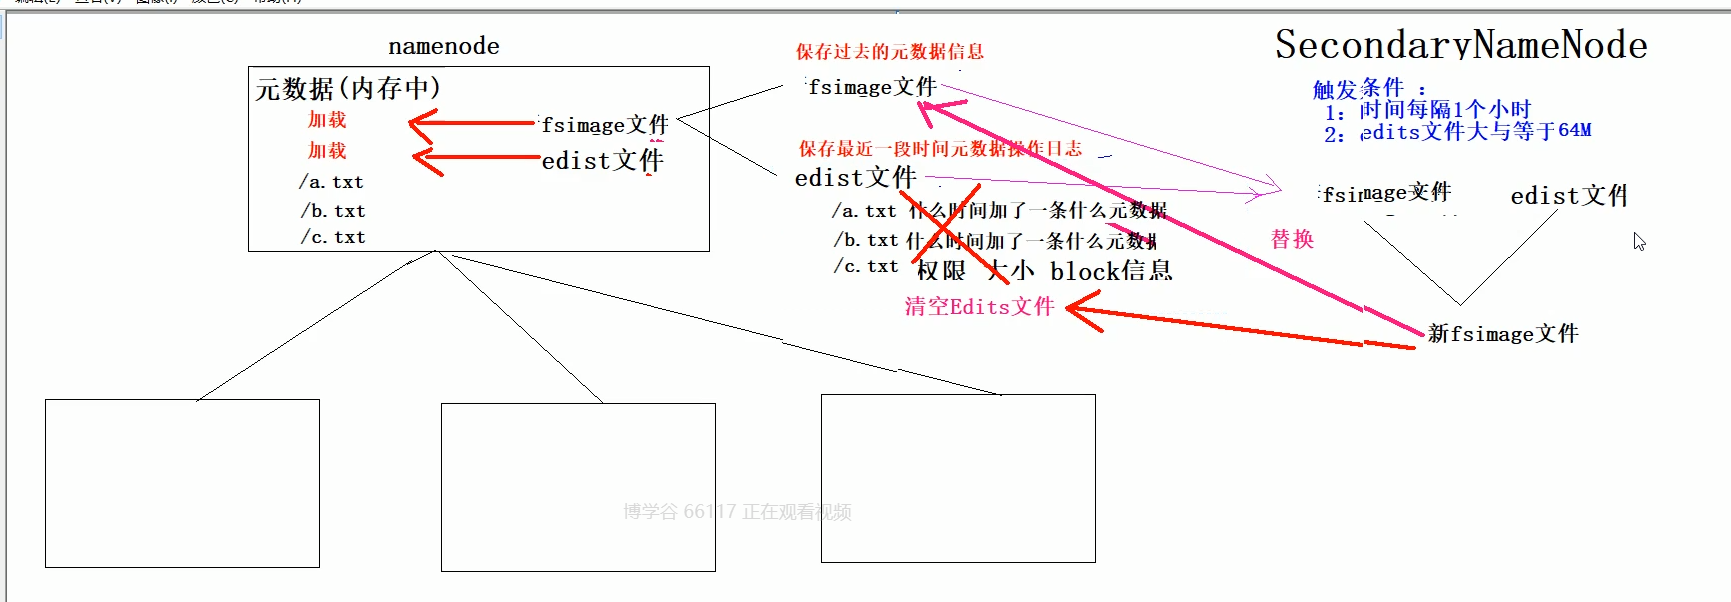 namenode
元数据(内存中)
加载
fsimage文件
加载
edist文件
/a.txt
/b.txt
/c.txt
保存过去的元数据信息
fsimage文件
保存最近一段时间元数据操作日志
edist文件
/a.txt 什么时间加了一条什么元数据
/b.txt 什么时间加了一条什么元数据
/c.txt 权限 大小 block信息
清空Edits文件
SecondaryNameNode
触发条件 :
1: 时间每隔1个小时
2: edits文件大与等于64M
fsimage文件
edist文件
替换
新fsimage文件
博学谷 66117 正在观看视频